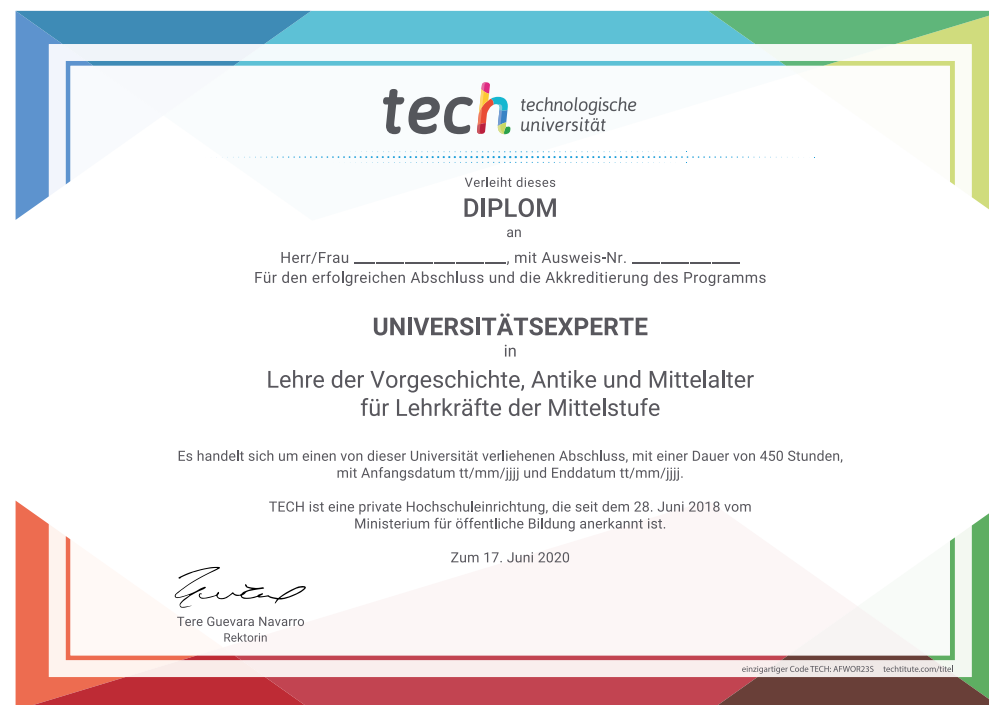 tech technologische
universität
Verleiht dieses
DIPLOM
an
Herr/Frau _______________, mit Ausweis-Nr. ___________
Für den erfolgreichen Abschluss und die Akkreditierung des Programms
UNIVERSITÄTSEXPERTE
in
Lehre der Vorgeschichte, Antike und Mittelalter
für Lehrkräfte der Mittelstufe
Es handelt sich um einen von dieser Universität verliehenen Abschluss, mit einer Dauer von 450 Stunden,
mit Anfangsdatum tt/mm/jjjj und Enddatum tt/mm/jjjj.
TECH ist eine private Hochschuleinrichtung, die seit dem 28. Juni 2018 vom
Ministerium für öffentliche Bildung anerkannt ist.
Zum 17. Juni 2020
Tere Guevara Navarro
Rektorin
einzigartiger Code TECH: AFWOR23S techtitute.com/titel